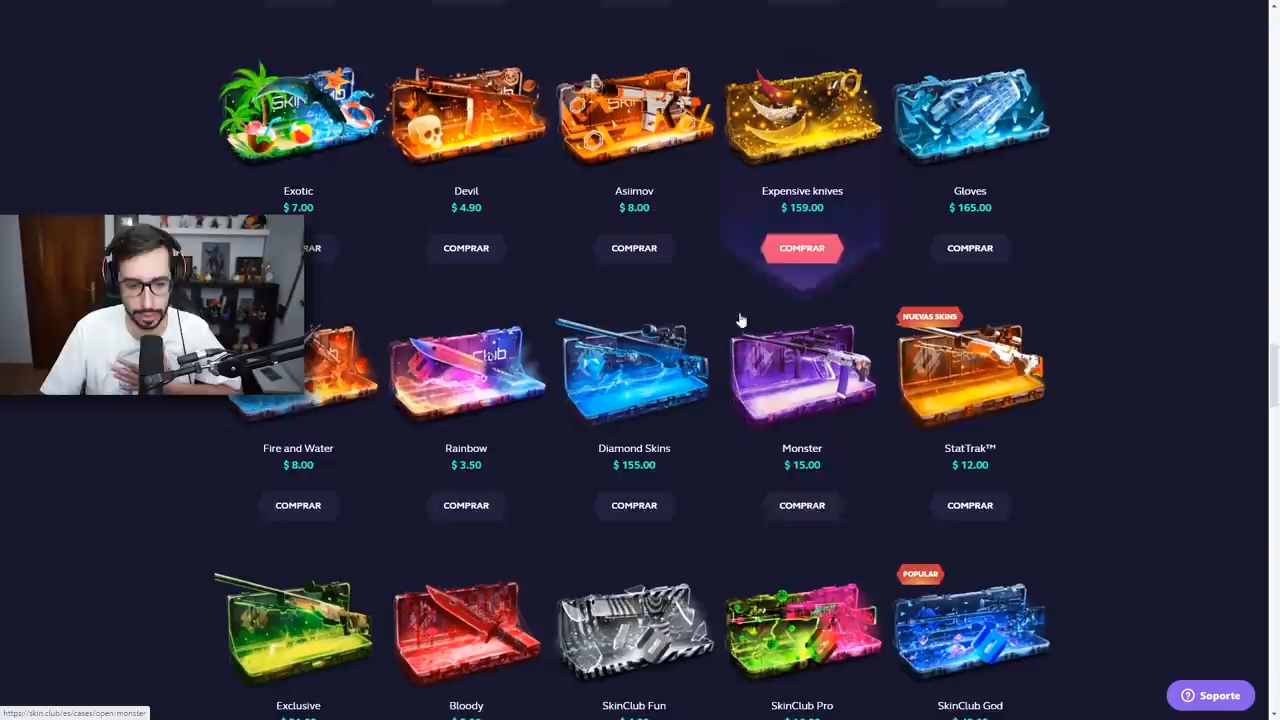 Exotic
Devil
Asiimov
Expensive knives
Gloves
$ 7.00
$ 4.90
$ 8.00
$ 159.00
$ 165.00
COMPRAR
COMPRAR
COMPRAR
COMPRAR
NUEVAS SKINS
Fire and Water
Rainbow
Diamond Skins
Monster
StatTrak™
$ 8.00
$ 3.50
$ 155.00
$ 15.00
$ 12.00
COMPRAR
COMPRAR
COMPRAR
COMPRAR
COMPRAR
POPULAR
Exclusive
Bloody
SkinClub Fun
SkinClub Pro
SkinClub God
Soporte
https://skin.club/es/cases/open/monster